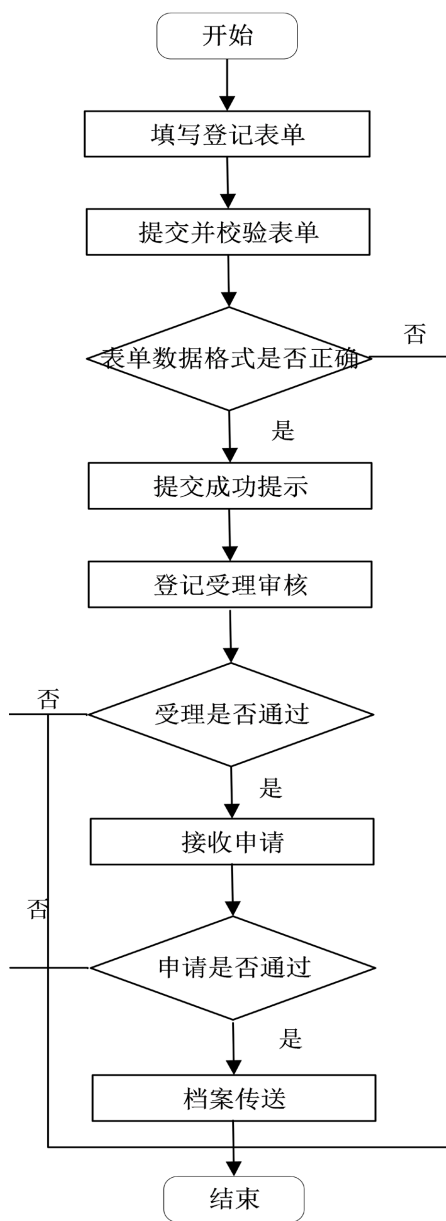 开始
填写登记表单
提交并校验表单
否
表单数据格式是否正确
是
提交成功提示
登记受理审核
否
受理是否通过
是
接收申请
否
申请是否通过
是
档案传送
结束